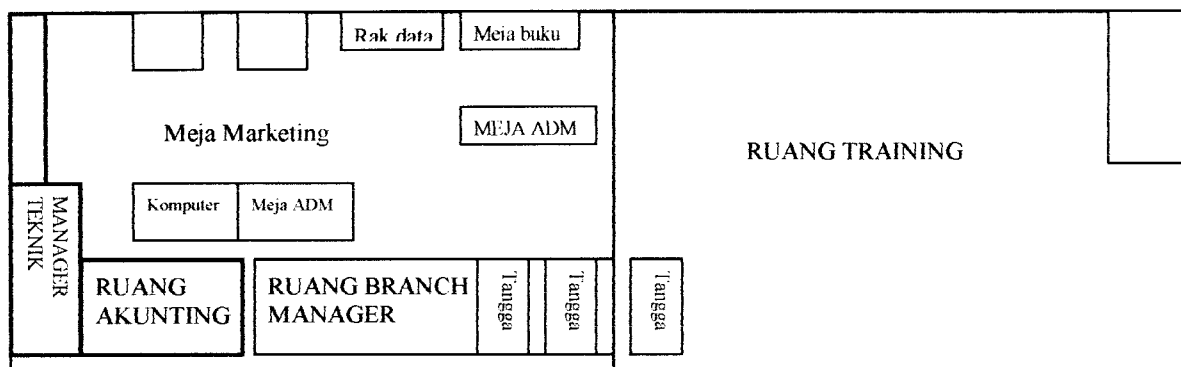 Rak data
Meja buku
Meja Marketing
MEJA ADM
RUANG TRAINING
Komputer
Meja ADM
MANAGER
TEKNIK
RUANG
AKUNTING
RUANG BRANCH
MANAGER
Tangga
Tangga
Tangga